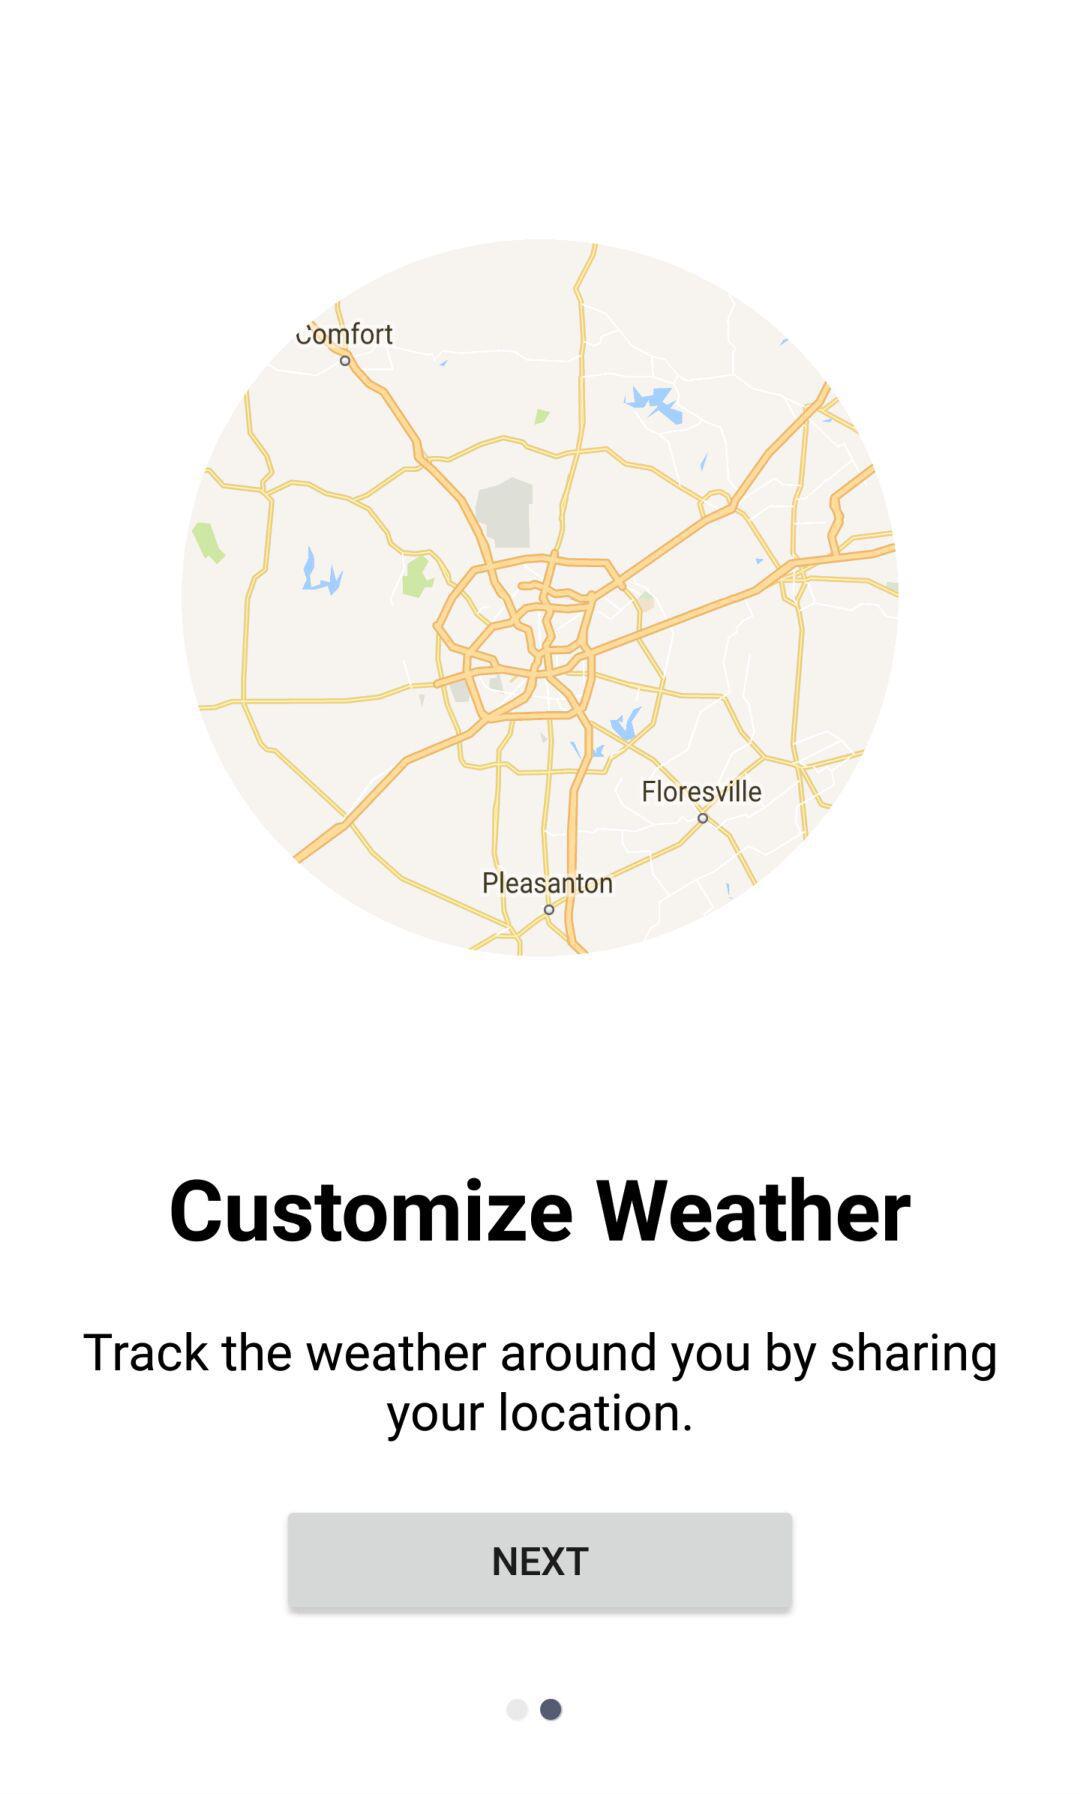 Comfort
Floresville
Pleasanton
Customize Weather
Track the weather around you by sharing
your location.
NEXT